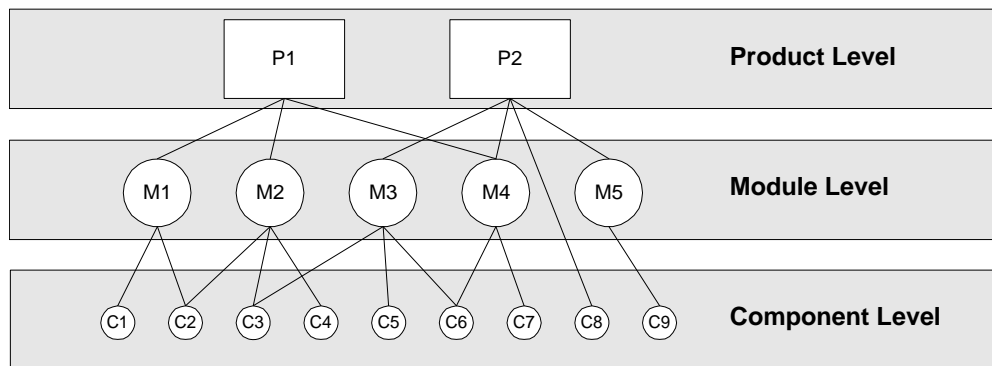 P1 P2 Product Level
M1 M2 M3 M4 M5 Module Level
C1 C2 C3 C4 C5 C6 C7 C8 C9 Component Level